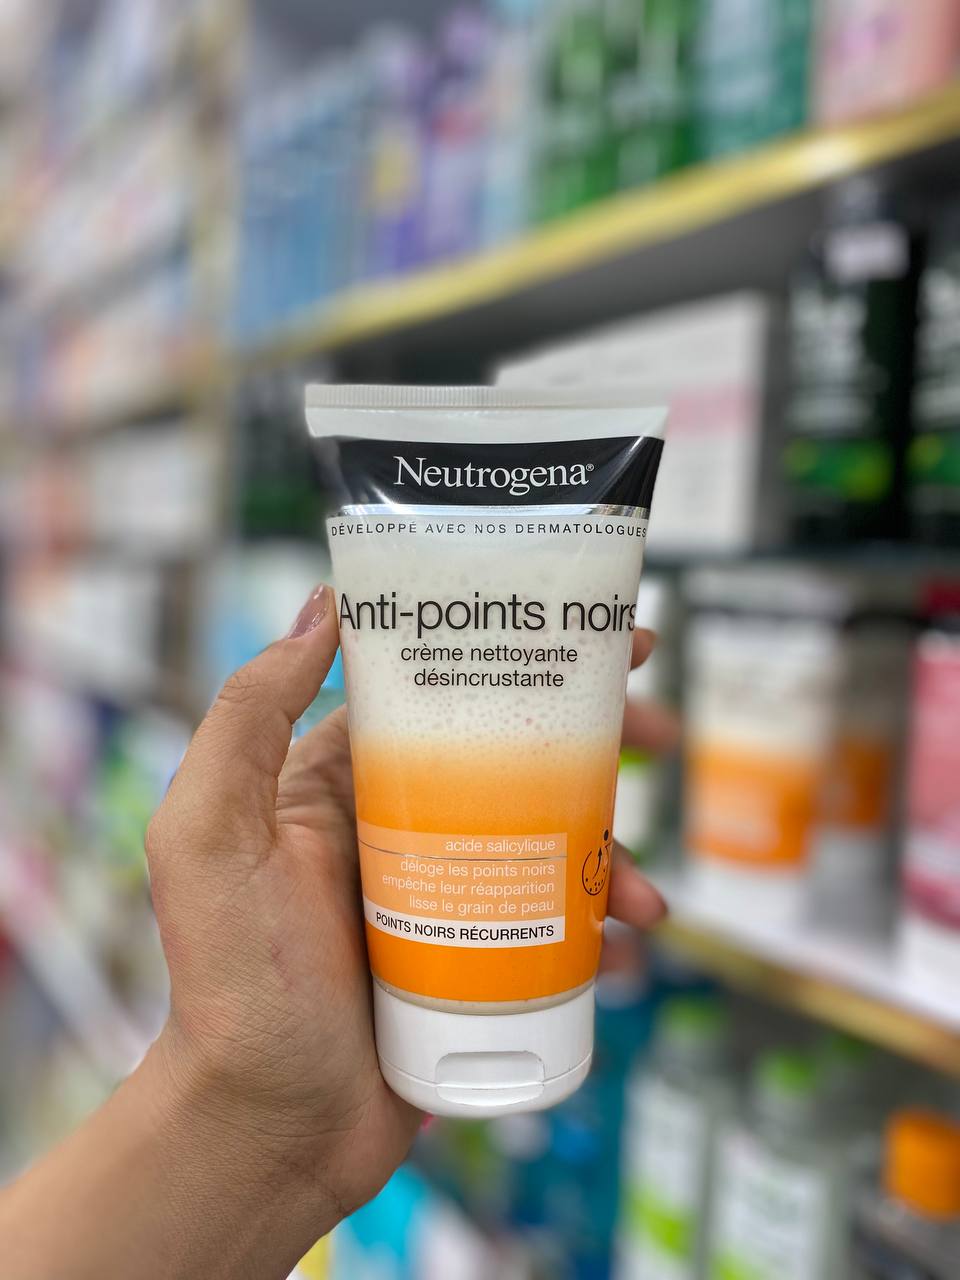 Neutrogena®
DÉVELOPPÉ AVEC NOS DERMATOLOGUES
Anti-points noirs
crème nettoyante
désincrustante
acide salicylique
déloge les points noirs
empêche leur réapparition
lisse le grain de peau
POINTS NOIRS RÉCURRENTS